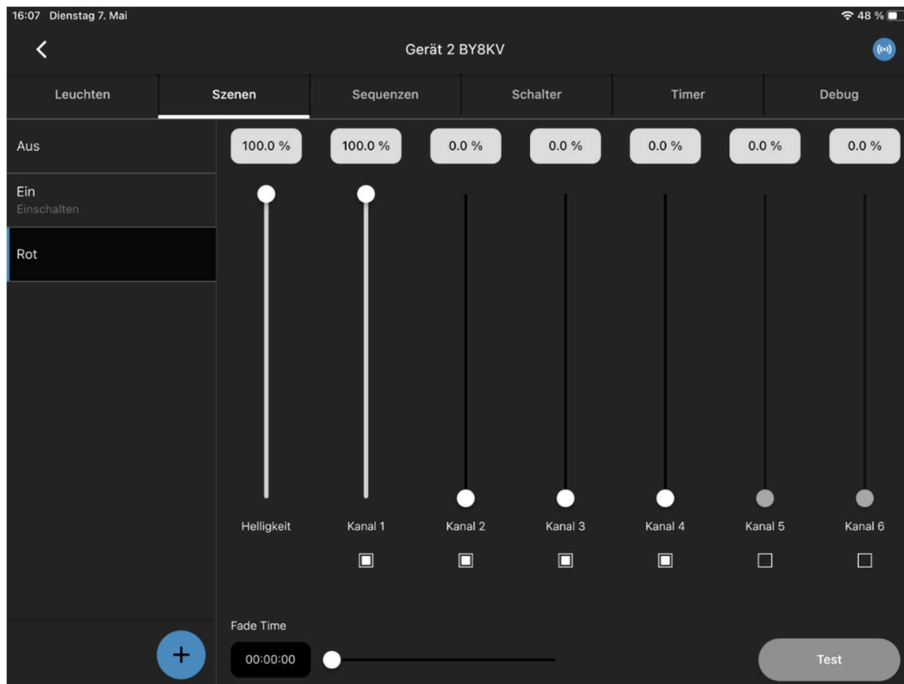 16:07 Dienstag 7. Mai 48 %
Gerät 2 BY8KV
Leuchten Szenen Sequenzen Schalter Timer Debug
Aus
100.0 % 100.0 % 0.0 % 0.0 % 0.0 % 0.0 % 0.0 %
Ein
Einschalten
Rot
Helligkeit Kanal 1 Kanal 2 Kanal 3 Kanal 4 Kanal 5 Kanal 6
Fade Time
00:00:00
Test